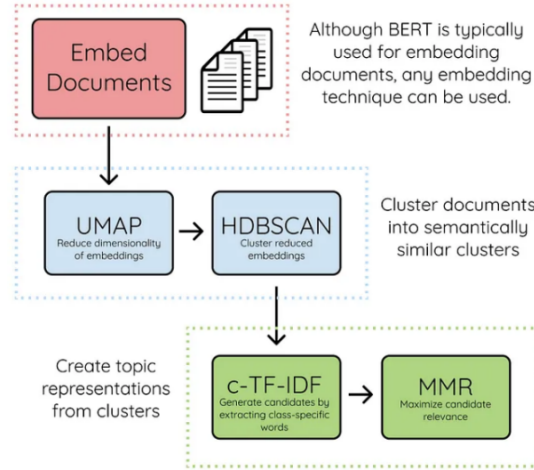 Embed
Documents
Although BERT is typically
used for embedding
documents, any embedding
technique can be used.
UMAP
Reduce dimensionality
of embeddings
HDBSCAN
Cluster reduced
embeddings
Cluster documents
into semantically
similar clusters
Create topic
representations
from clusters
c-TF-IDF
Generate candidates by
extracting class-specific
words
MMR
Maximize candidate
relevance